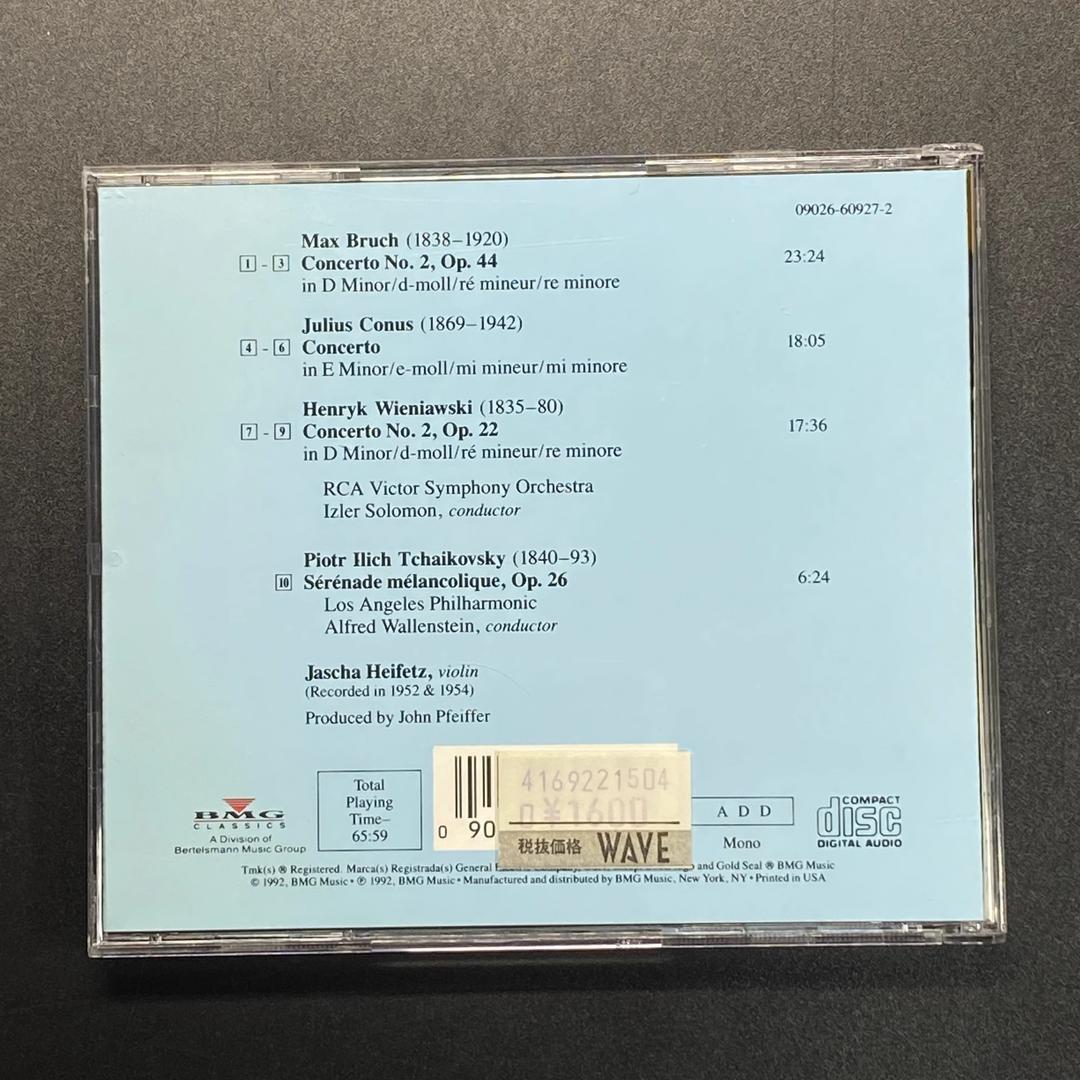 09026-60927-2
Max Bruch (1838–1920)
1 - 3 Concerto No. 2, Op. 44 23:24
in D Minor/d-moll/ré mineur/re minore
Julius Conus (1869–1942)
4 - 6 Concerto 18:05
in E Minor/e-moll/mi mineur/mi minore
Henryk Wieniawski (1835–80)
7 - 9 Concerto No. 2, Op. 22 17:36
in D Minor/d-moll/ré mineur/re minore
RCA Victor Symphony Orchestra
Izler Solomon, conductor
Piotr Ilich Tchaikovsky (1840–93)
10 Sérénade mélancolique, Op. 26 6:24
Los Angeles Philharmonic
Alfred Wallenstein, conductor
Jascha Heifetz, violin
(Recorded in 1952 & 1954)
Produced by John Pfeiffer
BMG
CLASSICS
A Division of
Bertelsmann Music Group
Total
Playing
Time–
65:59
0 90
4169221504
0¥1600
税抜価格 WAVE
ADD
Mono
COMPACT
disc
DIGITAL AUDIO
Tmk(s) ® Registered. Marca(s) Registrada(s) General and Gold Seal ® BMG Music
© 1992, BMG Music • ℗ 1992, BMG Music • Manufactured and distributed by BMG Music, New York, NY • Printed in USA